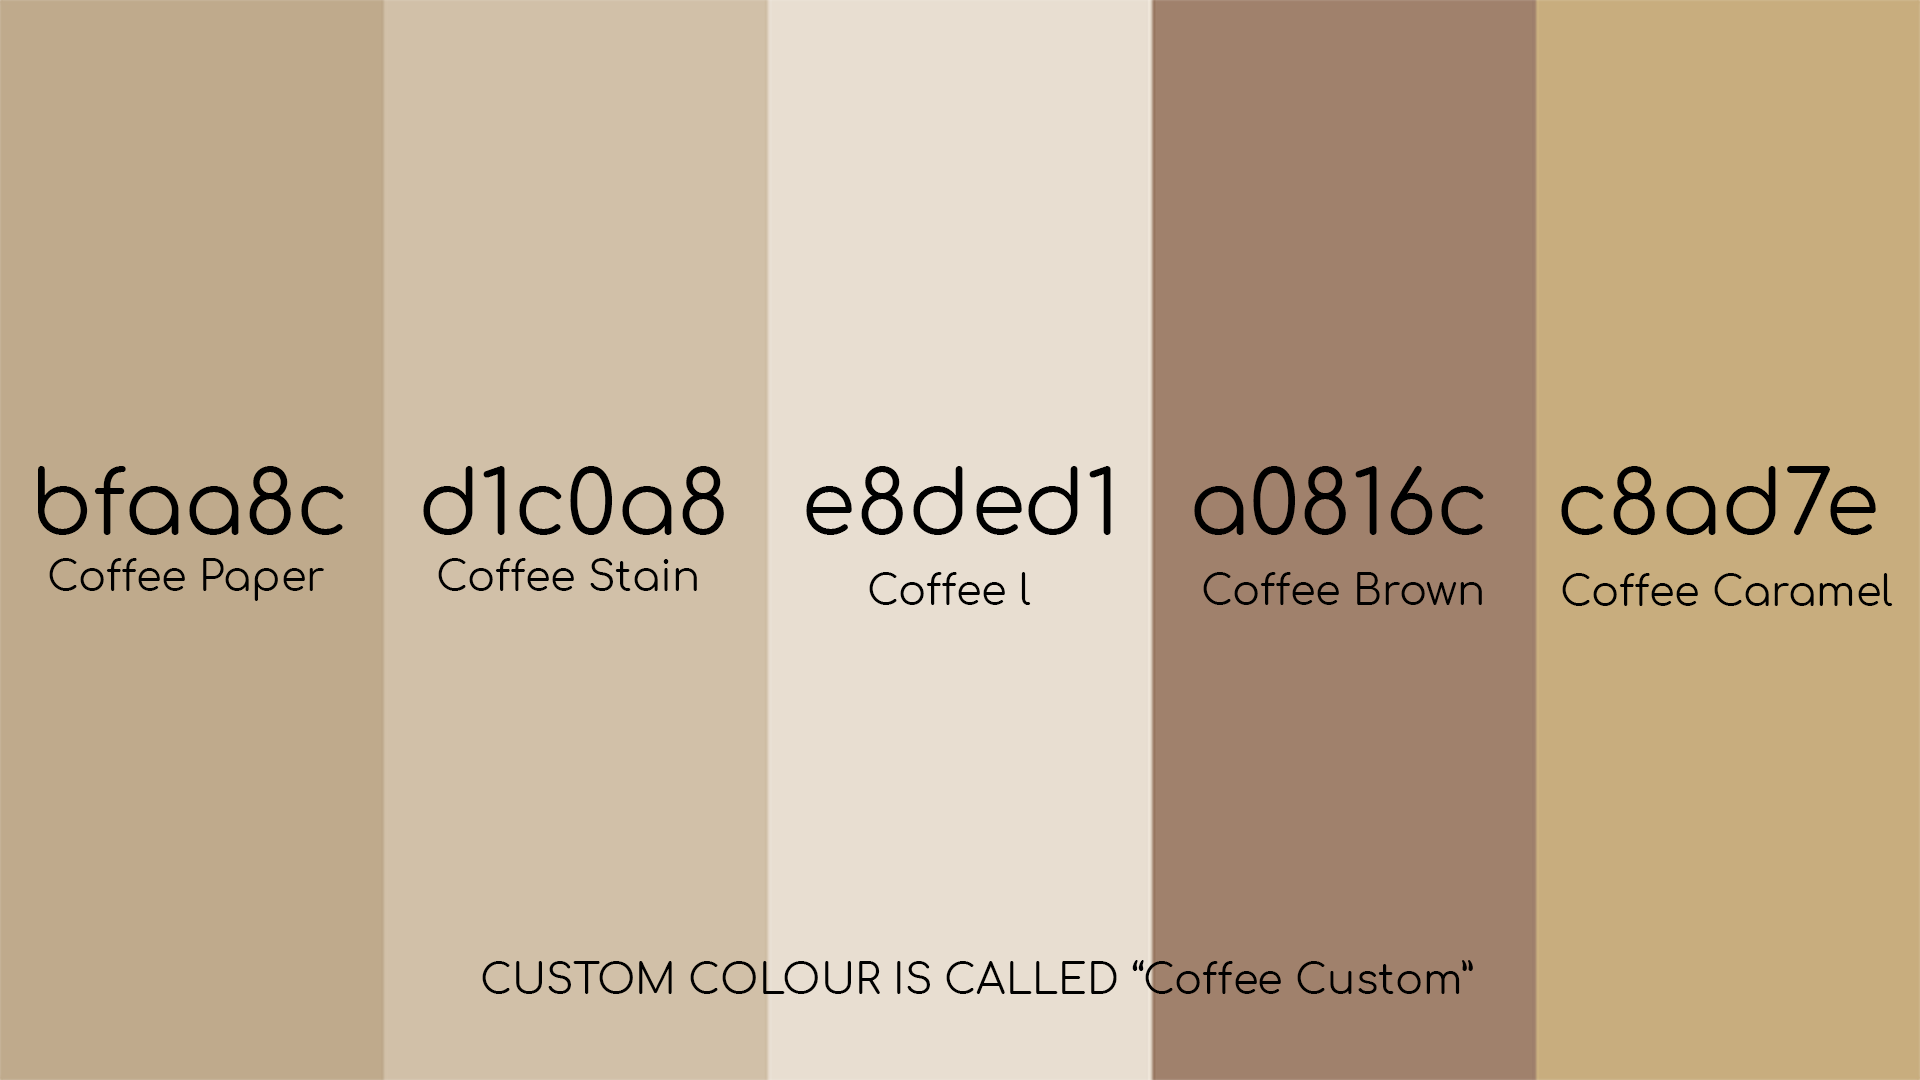 bfaa8c
Coffee Paper
d1c0a8
Coffee Stain
e8ded1
Coffee l
a0816c
Coffee Brown
c8ad7e
Coffee Caramel
CUSTOM COLOUR IS CALLED “Coffee Custom”